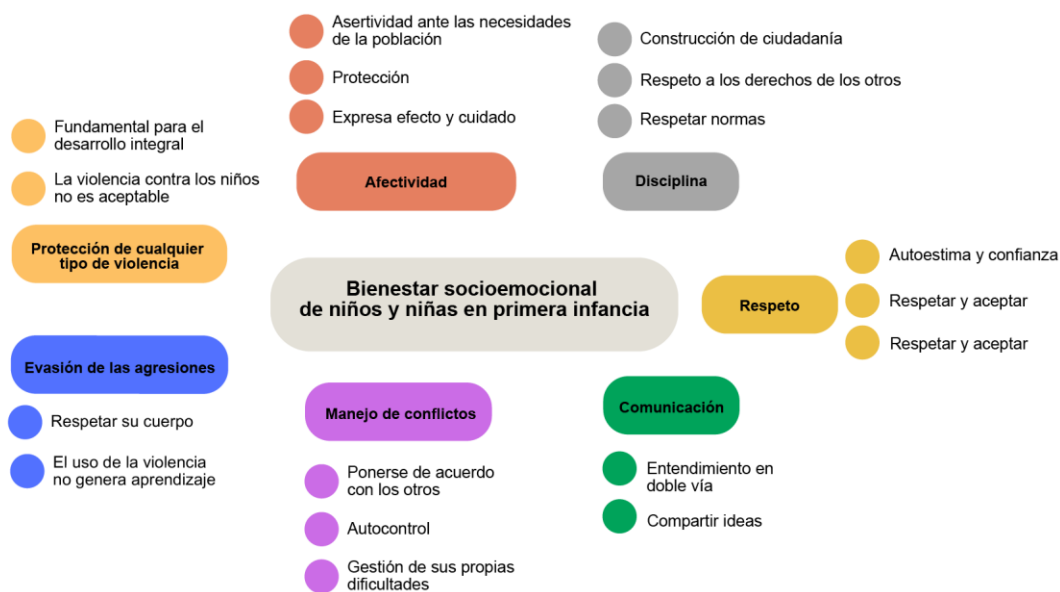 Asertividad ante las necesidades
de la población
Protección
Expresa efecto y cuidado
Afectividad
Construcción de ciudadanía
Respeto a los derechos de los otros
Respetar normas
Disciplina
Fundamental para el
desarrollo integral
La violencia contra los niños
no es aceptable
Protección de cualquier
tipo de violencia
Bienestar socioemocional
de niños y niñas en primera infancia
Respeto
Autoestima y confianza
Respetar y aceptar
Respetar y aceptar
Evasión de las agresiones
Respetar su cuerpo
El uso de la violencia
no genera aprendizaje
Manejo de conflictos
Ponerse de acuerdo
con los otros
Autocontrol
Gestión de sus propias
dificultades
Comunicación
Entendimiento en
doble vía
Compartir ideas